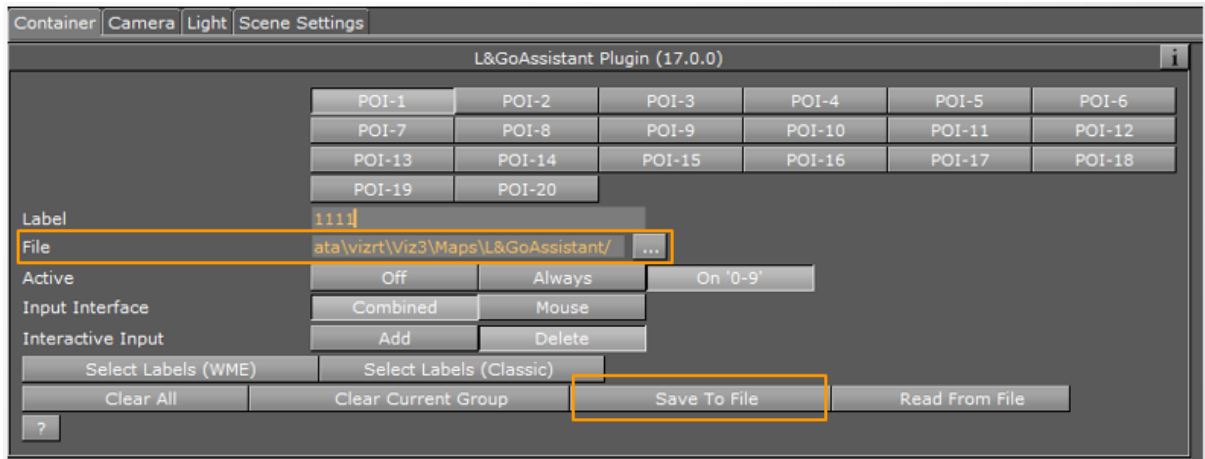 Container Camera Light Scene Settings
L&GoAssistant Plugin (17.0.0) i
POI-1 POI-2 POI-3 POI-4 POI-5 POI-6
POI-7 POI-8 POI-9 POI-10 POI-11 POI-12
POI-13 POI-14 POI-15 POI-16 POI-17 POI-18
POI-19 POI-20
Label 1111
File ata\vizrt\Viz3\Maps\L&GoAssistant/ ...
Active Off Always On '0-9'
Input Interface Combined Mouse
Interactive Input Add Delete
Select Labels (WME) Select Labels (Classic)
Clear All Clear Current Group Save To File Read From File
?